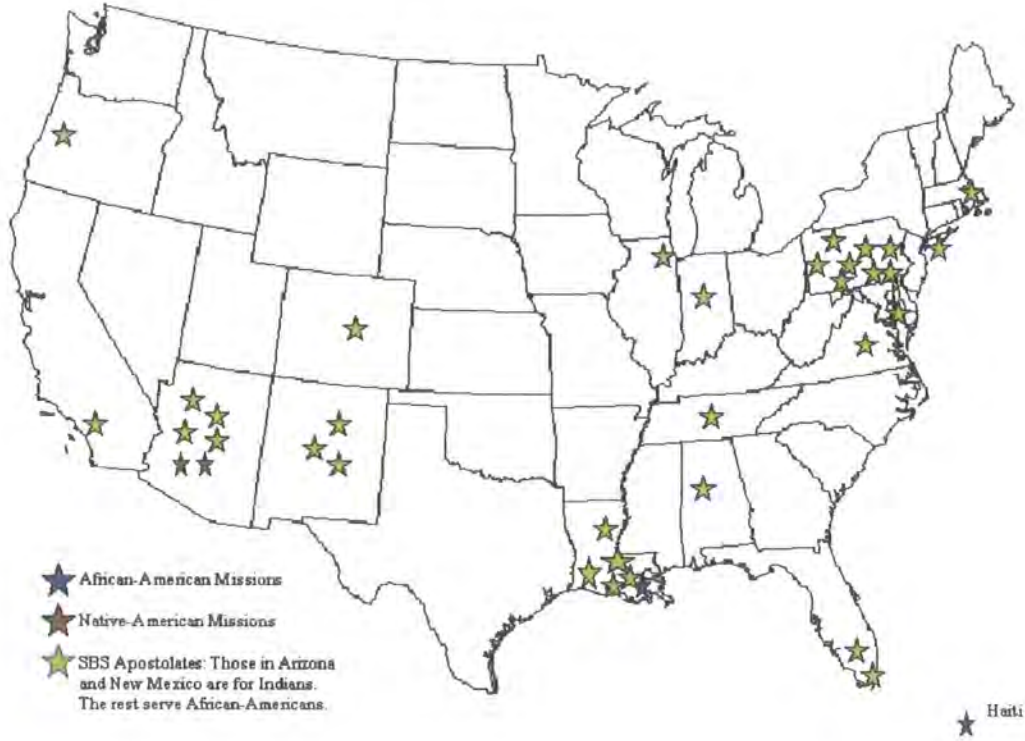 African-American Missions
Native-American Missions
SBS Apostolates: Those in Arizona
and New Mexico are for Indians.
The rest serve African-Americans.
Haiti